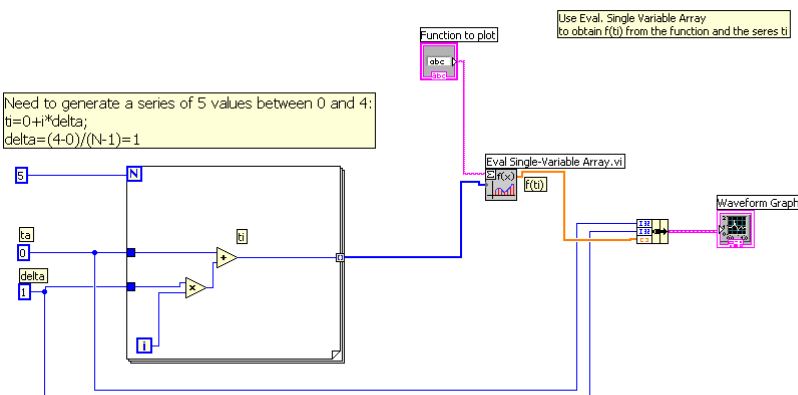 Use Eval. Single Variable Array
to obtain f(ti) from the function and the seres ti
Function to plot
abc
abc
Need to generate a series of 5 values between 0 and 4:
ti=0+i*delta;
delta=(4-0)/(N-1)=1
Eval Single-Variable Array.vi
f(x)
f(ti)
5
N
Waveform Graph
ta
0
ti
+
delta
1
x
i